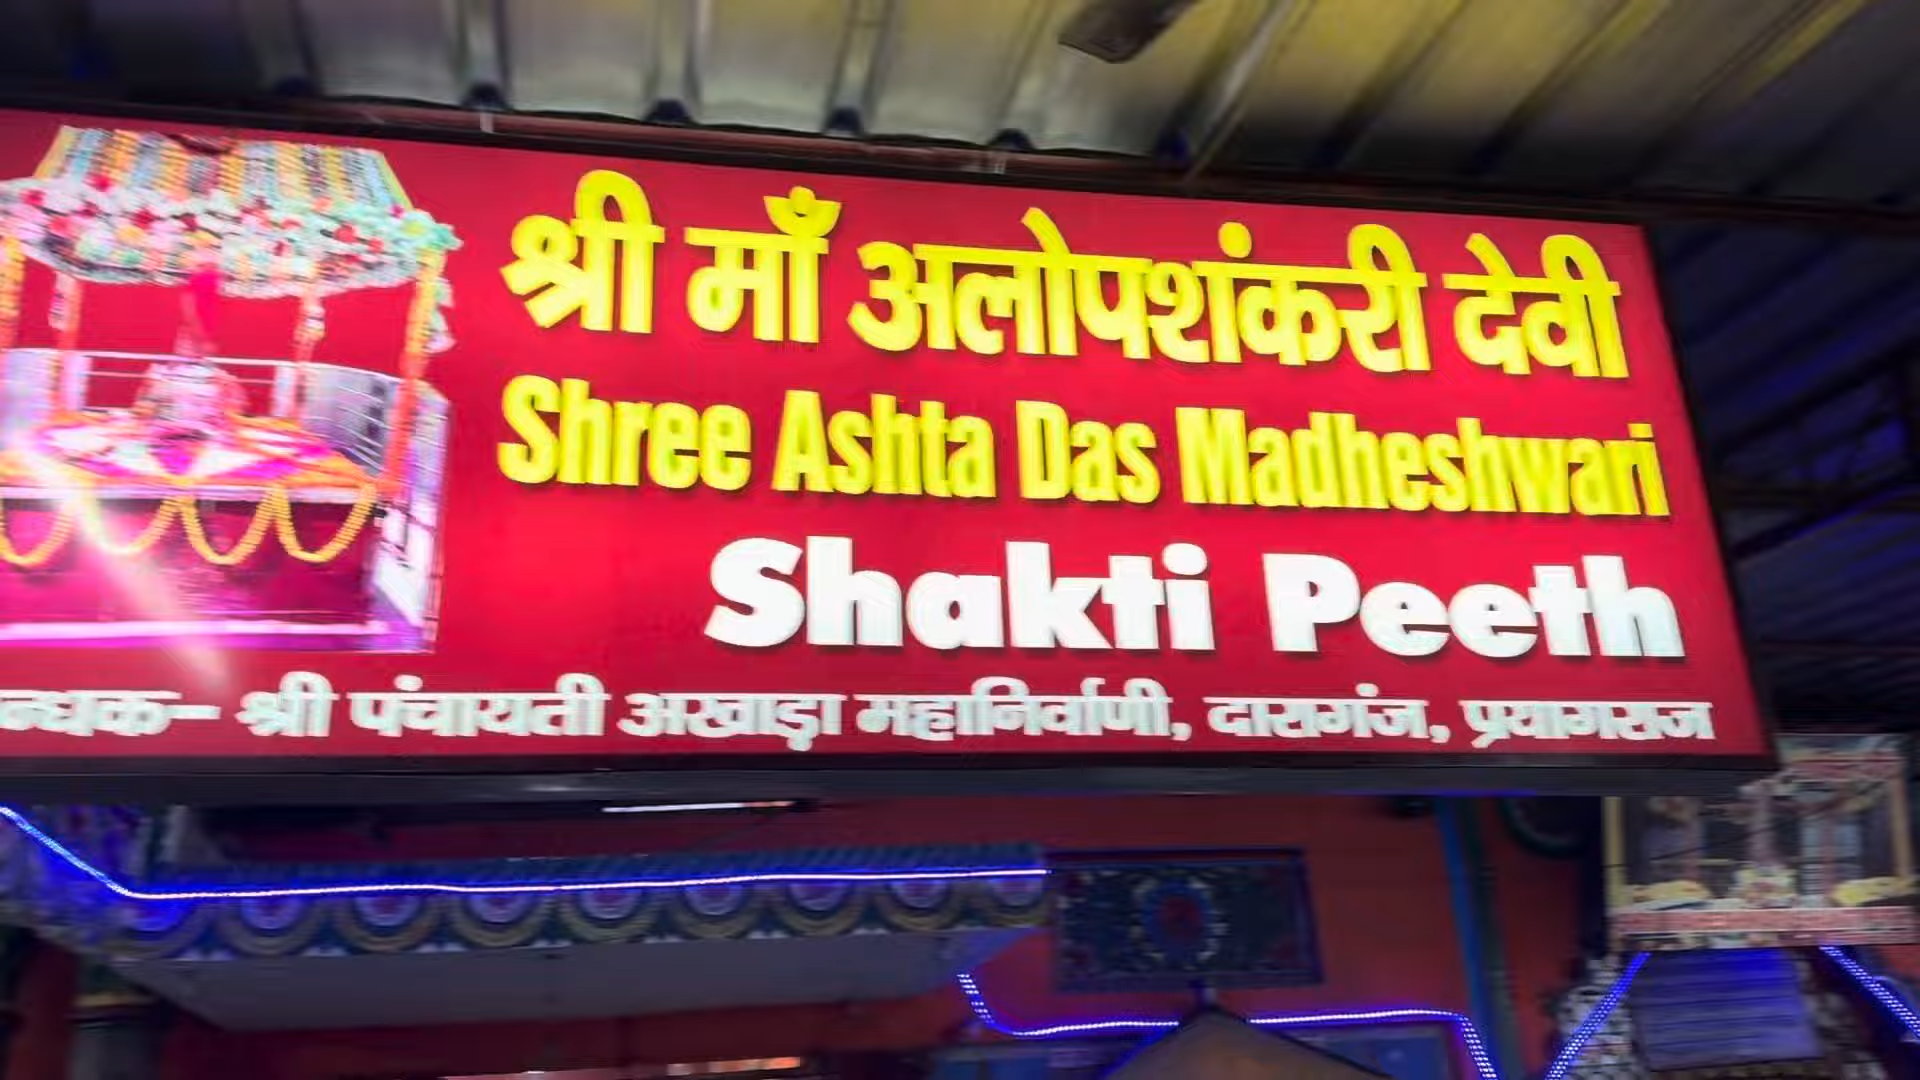 श्री माँ अलोपशंकरी देवी
Shree Ashta Das Madheshwari
Shakti Peeth
न्धक- श्री पंचायती अखाड़ा महानिर्वाणी, दारागंज, प्रयागराज